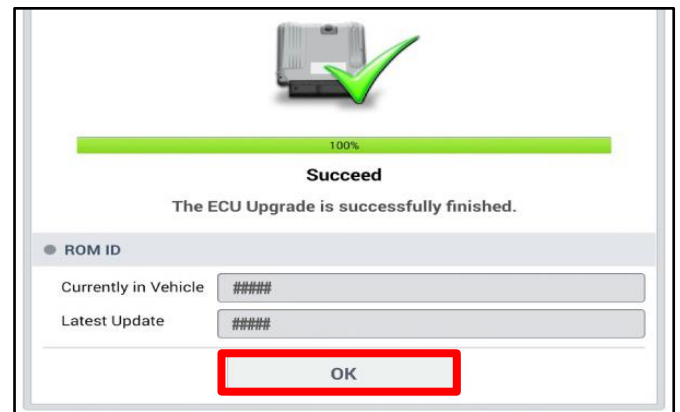 100%
Succeed
The ECU Upgrade is successfully finished.
ROM ID
Currently in Vehicle #####
Latest Update #####
OK